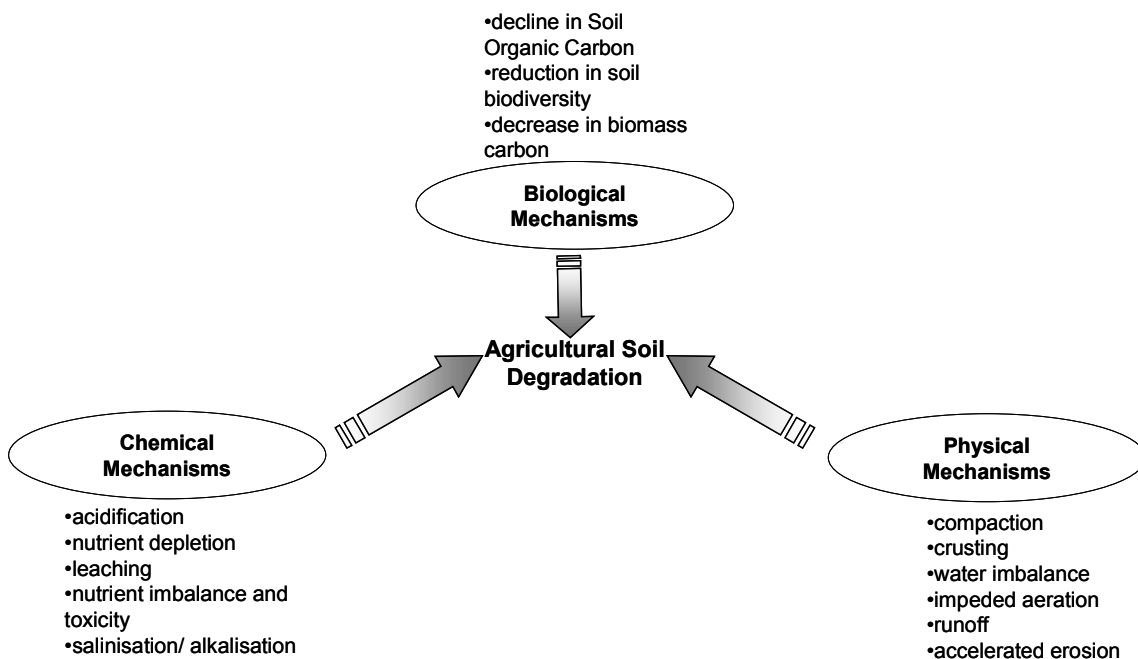 •decline in Soil
Organic Carbon
•reduction in soil
biodiversity
•decrease in biomass
carbon
Biological
Mechanisms
Agricultural Soil
Degradation
Chemical
Mechanisms
•acidification
•nutrient depletion
•leaching
•nutrient imbalance and
toxicity
•salinisation/ alkalisation
Physical
Mechanisms
•compaction
•crusting
•water imbalance
•impeded aeration
•runoff
•accelerated erosion